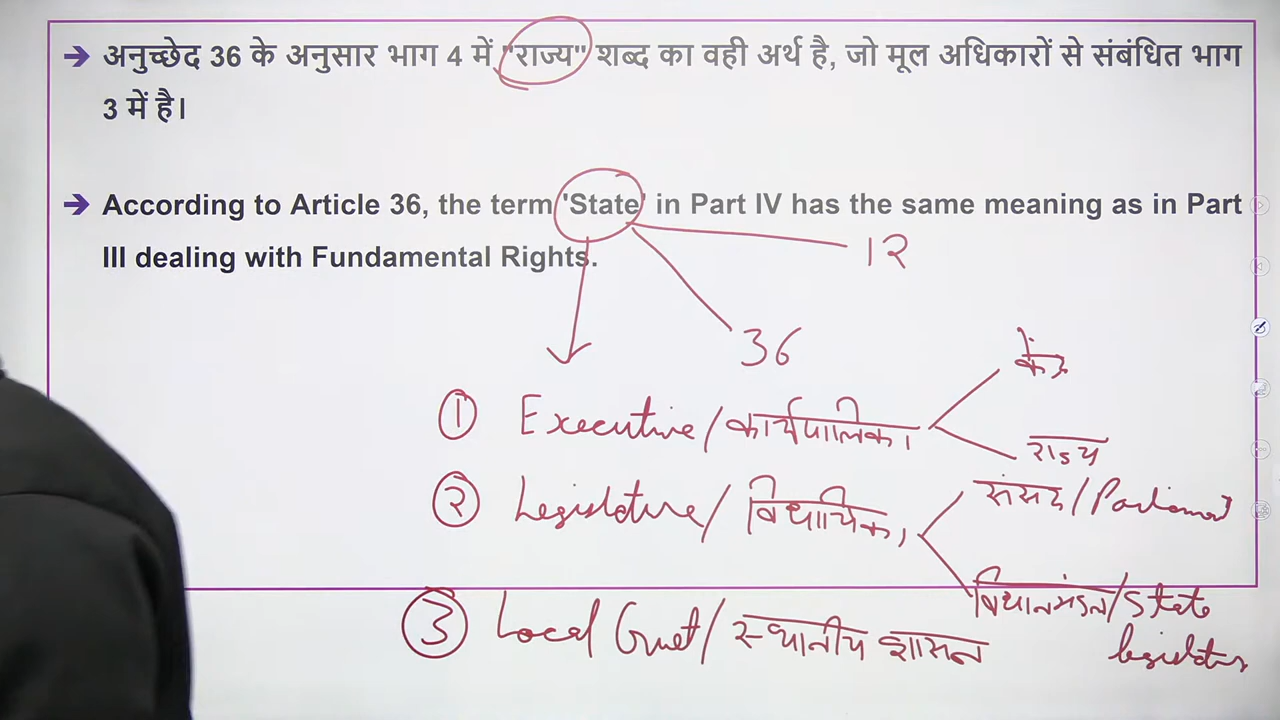 → अनुच्छेद 36 के अनुसार भाग 4 में "राज्य" शब्द का वही अर्थ है, जो मूल अधिकारों से संबंधित भाग
3 में है।
→ According to Article 36, the term 'State' in Part IV has the same meaning as in Part
III dealing with Fundamental Rights.
12
36
केंद्र
① Executive/कार्यपालिका
राज्य
② Legislature/विधायिका
संसद/Parliament
विधानमंडल/State
legislature
③ Local Gvnet/स्थानीय शासन